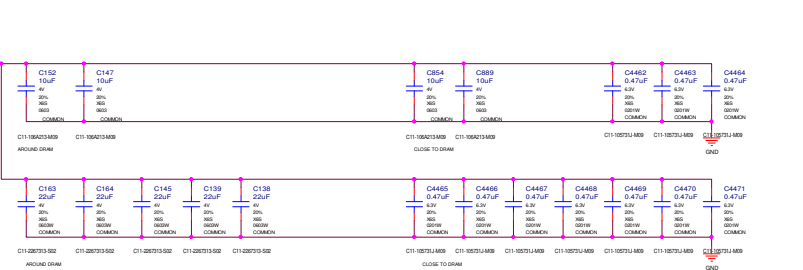 C152 C147 C854 C889 C4462 C4463 C4464
10uF 10uF 10uF 10uF 0.47uF 0.47uF 0.47uF
4V 4V 4V 4V 6.3V 6.3V 6.3V
20% 20% 20% 20% 20% 20% 20%
X6S X6S X6S X6S X6S X6S X6S
0603 0603 0603 0603 0201W 0201W 0201W
COMMON COMMON COMMON COMMON COMMON COMMON COMMON
C11-106A213-M09 C11-106A213-M09 C11-106A213-M09 C11-106A213-M09 C11-105731J-M09 C11-105731J-M09 C11-105731J-M09
AROUND DRAM CLOSE TO DRAM GND
C163 C164 C145 C139 C138 C4465 C4466 C4467 C4468 C4469 C4470 C4471
22uF 22uF 22uF 22uF 22uF 0.47uF 0.47uF 0.47uF 0.47uF 0.47uF 0.47uF 0.47uF
4V 4V 4V 4V 4V 6.3V 6.3V 6.3V 6.3V 6.3V 6.3V 6.3V
20% 20% 20% 20% 20% 20% 20% 20% 20% 20% 20% 20%
X6S X6S X6S X6S X6S X6S X6S X6S X6S X6S X6S X6S
0603W 0603W 0603W 0603W 0603W 0201W 0201W 0201W 0201W 0201W 0201W 0201W
COMMON COMMON COMMON COMMON COMMON COMMON COMMON COMMON COMMON COMMON COMMON COMMON
C11-2267313-S02 C11-2267313-S02 C11-2267313-S02 C11-2267313-S02 C11-2267313-S02 C11-105731J-M09 C11-105731J-M09 C11-105731J-M09 C11-105731J-M09 C11-105731J-M09 C11-105731J-M09 C11-105731J-M09
AROUND DRAM CLOSE TO DRAM GND